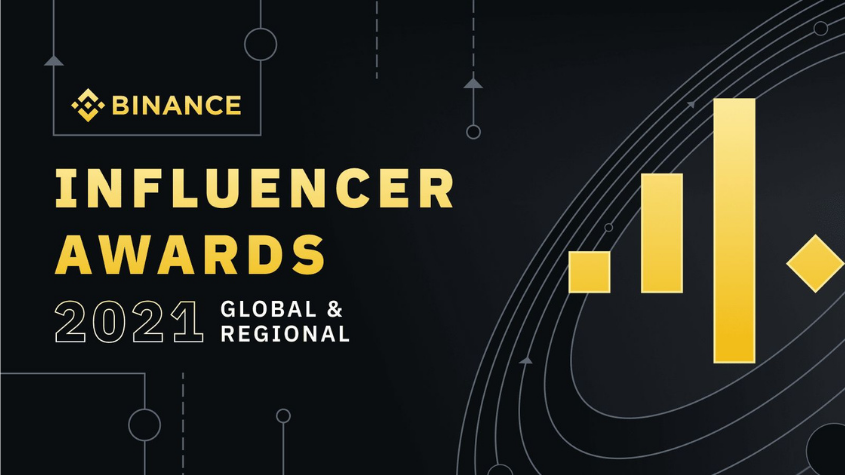 BINANCE
INFLUENCER
AWARDS
2021 GLOBAL &
REGIONAL